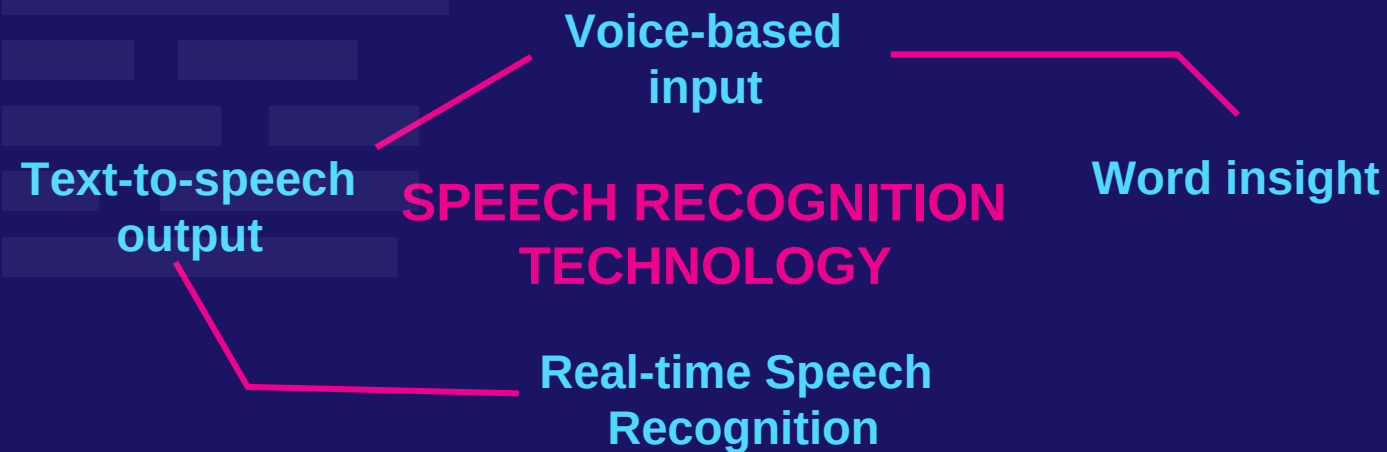 Voice-based
input
Text-to-speech
output
SPEECH RECOGNITION
TECHNOLOGY
Word insight
Real-time Speech
Recognition